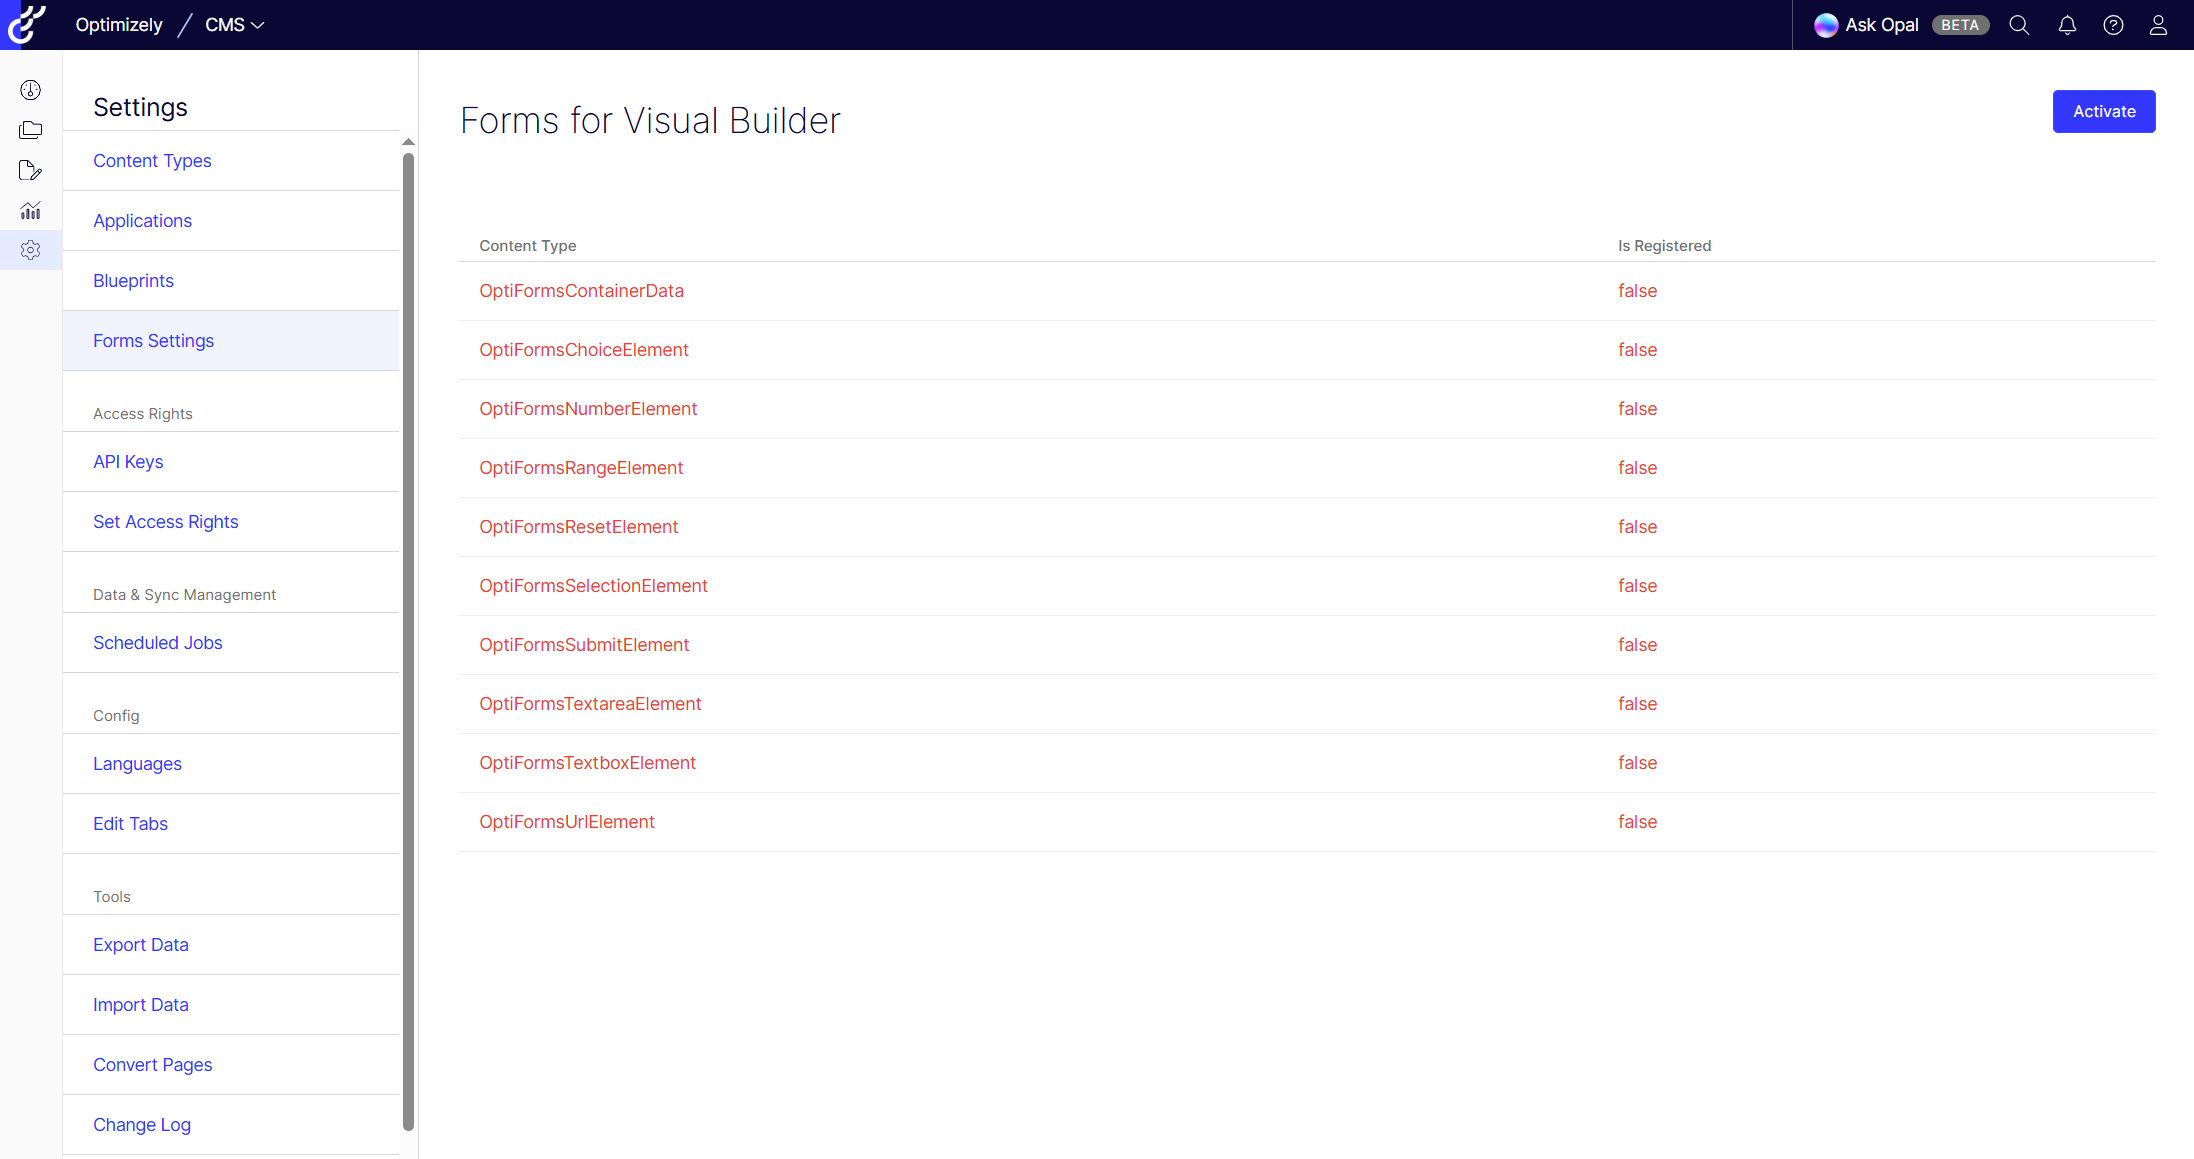 Optimizely / CMS
Ask Opal BETA
Settings
Content Types
Applications
Blueprints
Forms Settings
Access Rights
API Keys
Set Access Rights
Data & Sync Management
Scheduled Jobs
Config
Languages
Edit Tabs
Tools
Export Data
Import Data
Convert Pages
Change Log
Forms for Visual Builder
Activate
Content Type Is Registered
OptiFormsContainerData false
OptiFormsChoiceElement false
OptiFormsNumberElement false
OptiFormsRangeElement false
OptiFormsResetElement false
OptiFormsSelectionElement false
OptiFormsSubmitElement false
OptiFormsTextareaElement false
OptiFormsTextboxElement false
OptiFormsUrlElement false